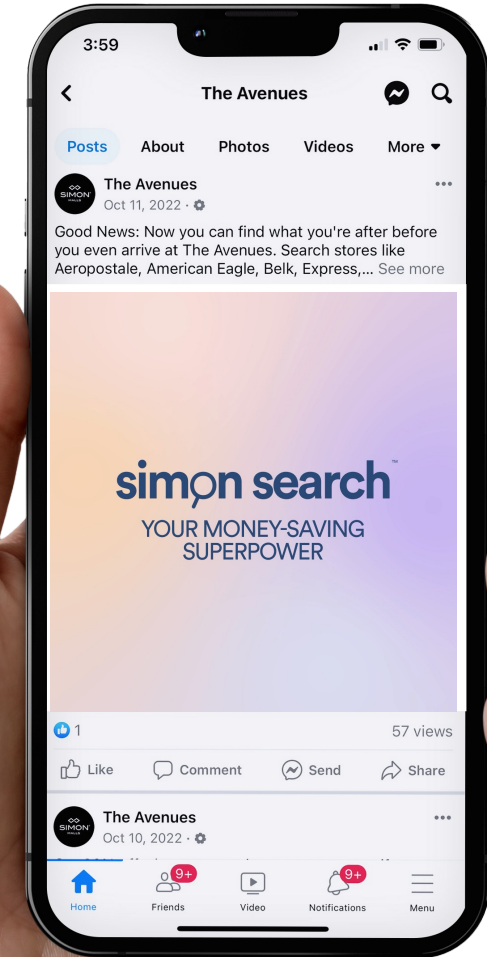 3:59
The Avenues
Posts About Photos Videos More
SIMON
The Avenues
Oct 11, 2022 ·
Good News: Now you can find what you're after before
you even arrive at The Avenues. Search stores like
Aeropostale, American Eagle, Belk, Express,... See more
simon search™
YOUR MONEY-SAVING
SUPERPOWER
1 57 views
Like Comment Send Share
SIMON
The Avenues
Oct 10, 2022 ·
9+ 9+
Home Friends Video Notifications Menu